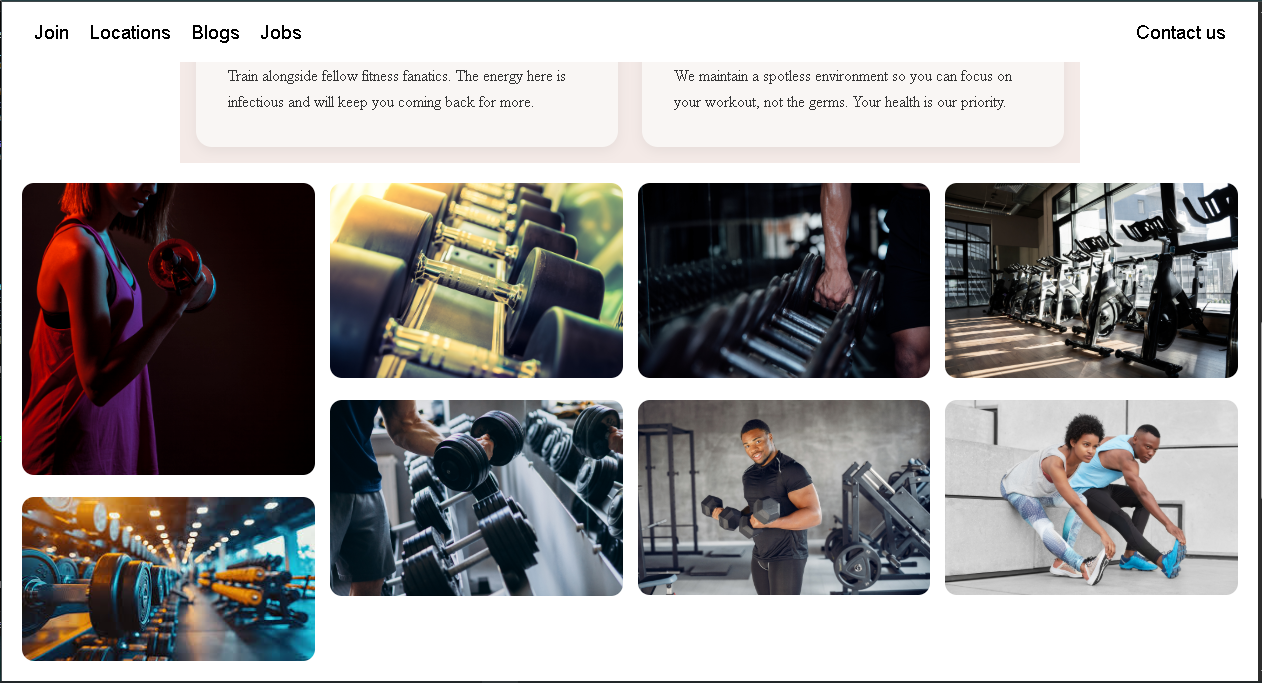 Join Locations Blogs Jobs Contact us
Train alongside fellow fitness fanatics. The energy here is
infectious and will keep you coming back for more.
We maintain a spotless environment so you can focus on
your workout, not the germs. Your health is our priority.